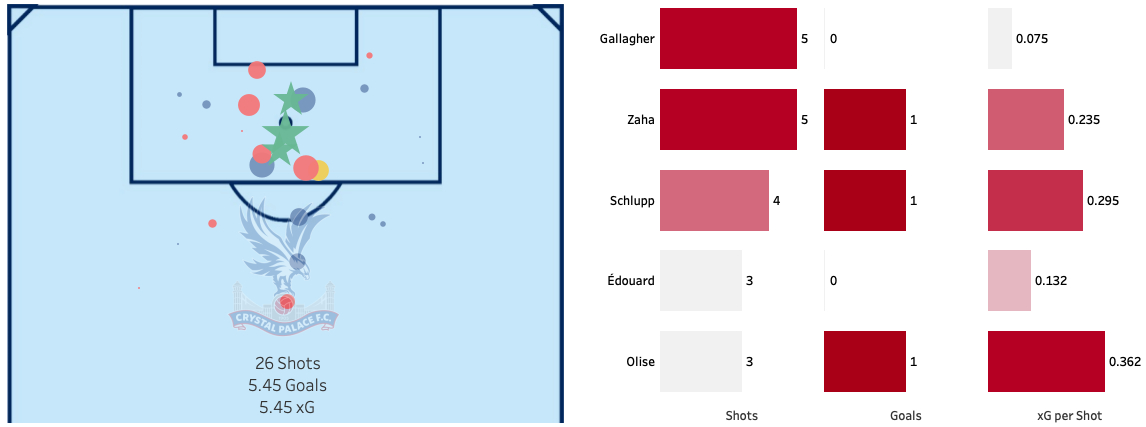 CRYSTAL PALACE F.C.
26 Shots
5.45 Goals
5.45 xG
Gallagher 5 0 0.075
Zaha 5 1 0.235
Schlupp 4 1 0.295
Édouard 3 0 0.132
Olise 3 1 0.362
Shots Goals xG per Shot